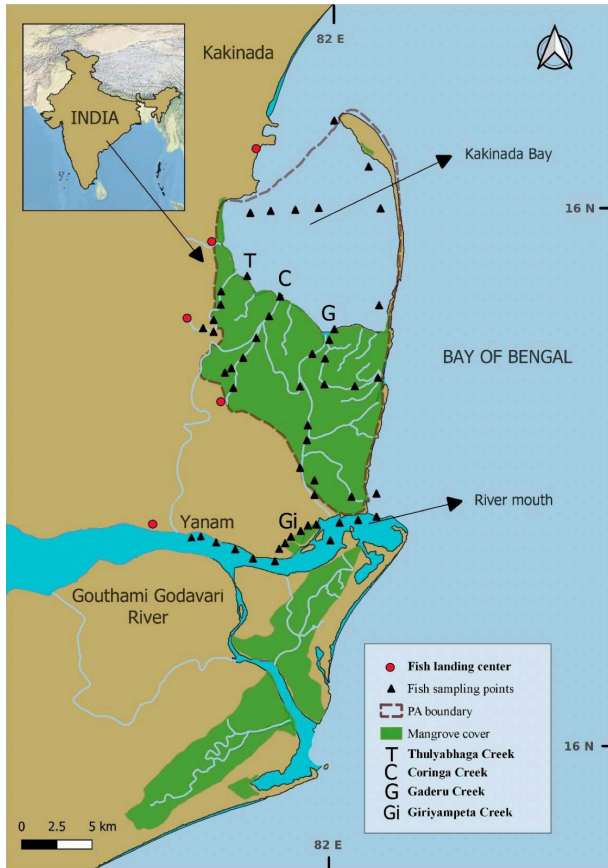 82 E
Kakinada
INDIA
Kakinada Bay
16 N
T
C
G
BAY OF BENGAL
River mouth
Yanam
Gi
Gouthami Godavari
River
Fish landing center
Fish sampling points
PA boundary
Mangrove cover
T Thulyabhaga Creek
C Coringa Creek
G Gaderu Creek
Gi Giriyampeta Creek
16 N
0 2.5 5 km
82 E